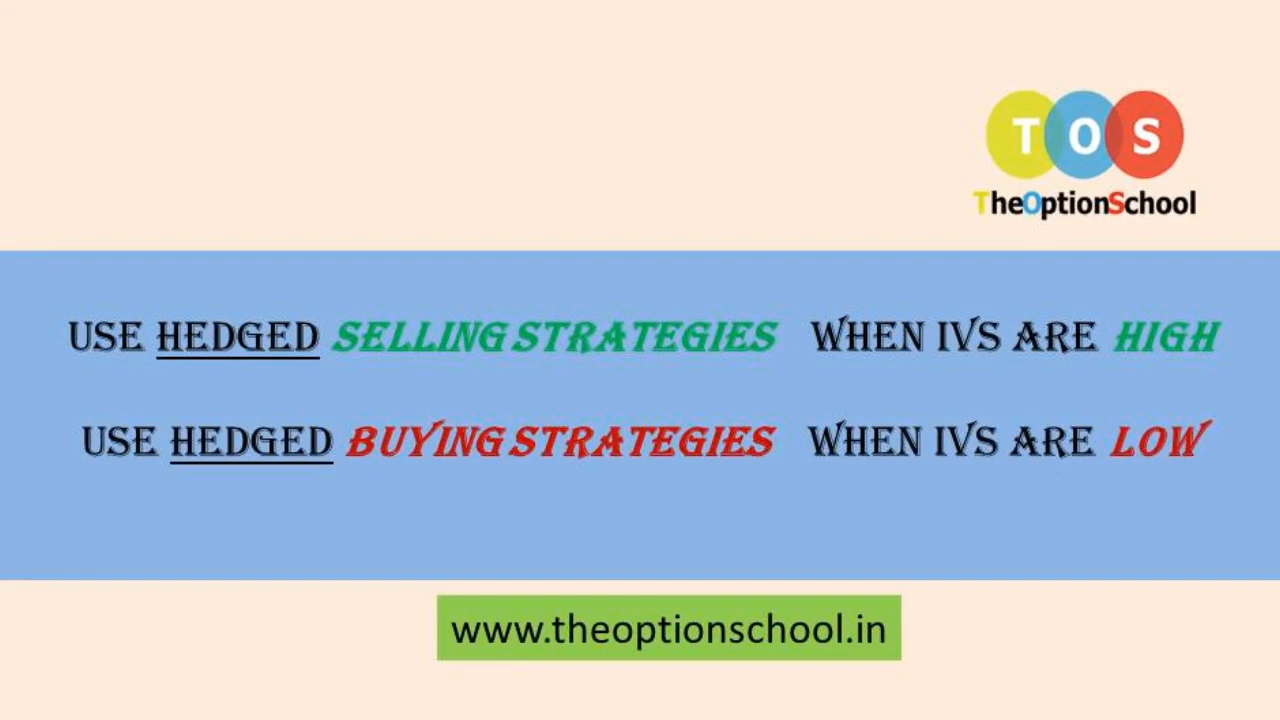 T O S
TheOptionSchool
USE HEDGED SELLING STRATEGIES WHEN IVS ARE HIGH
USE HEDGED BUYING STRATEGIES WHEN IVS ARE LOW
www.theoptionschool.in